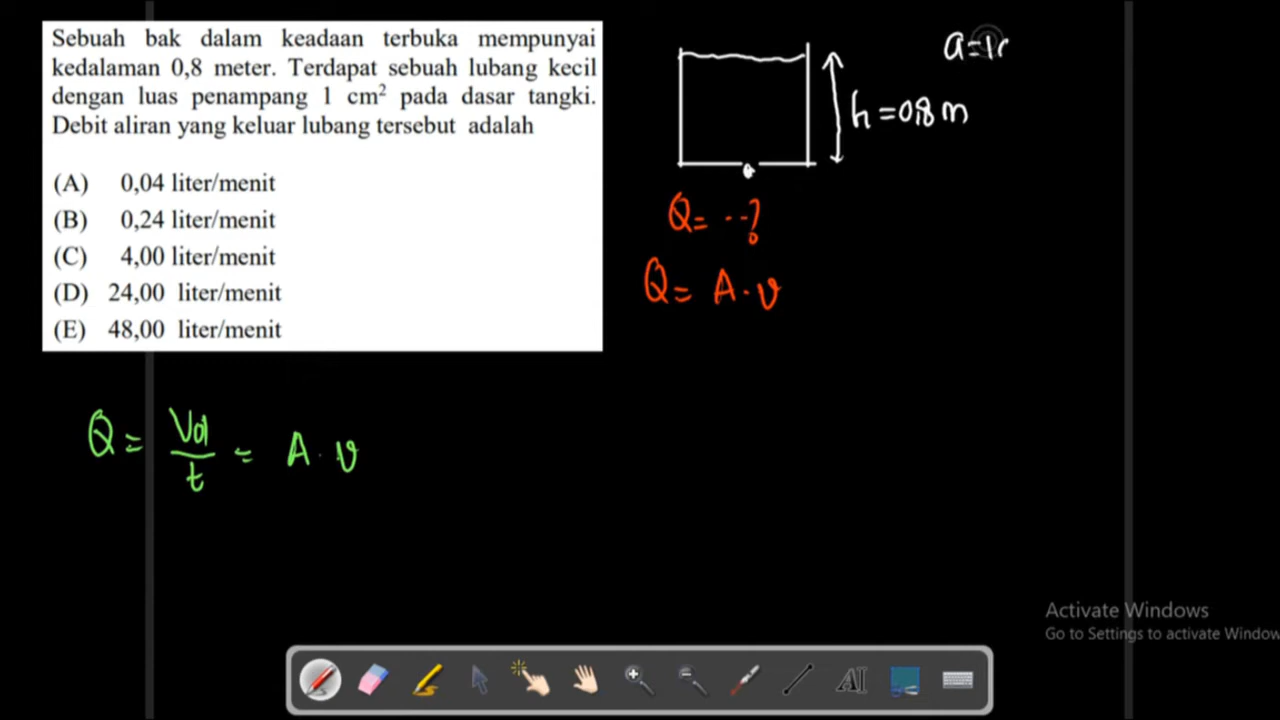 Sebuah bak dalam keadaan terbuka mempunyai
kedalaman 0,8 meter. Terdapat sebuah lubang kecil
dengan luas penampang 1 cm² pada dasar tangki.
Debit aliran yang keluar lubang tersebut adalah
(A) 0,04 liter/menit
(B) 0,24 liter/menit
(C) 4,00 liter/menit
(D) 24,00 liter/menit
(E) 48,00 liter/menit
a=1c
h = 0,8 m
Q = --?
Q = A . v
Q = Vol/t = A . v
Activate Windows
Go to Settings to activate Window
AI